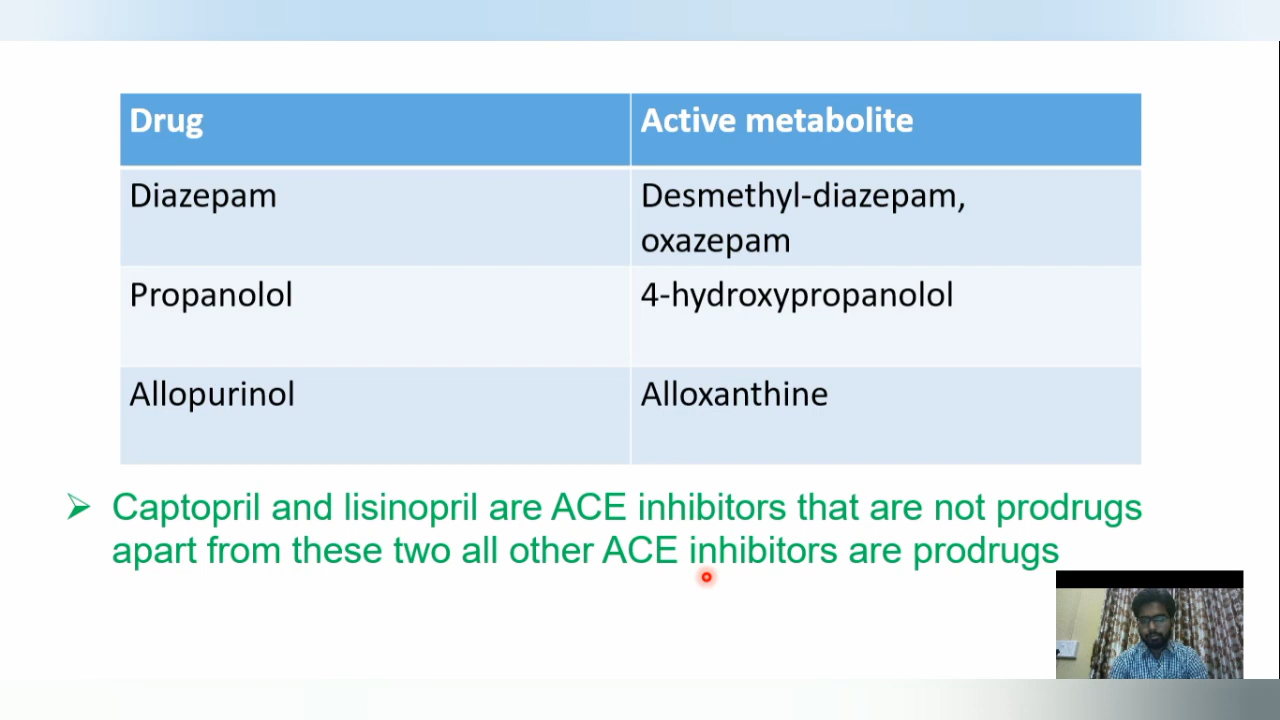 Drug
Active metabolite
Diazepam
Desmethyl-diazepam,
oxazepam
Propanolol
4-hydroxypropanolol
Allopurinol
Alloxanthine
Captopril and lisinopril are ACE inhibitors that are not prodrugs
apart from these two all other ACE inhibitors are prodrugs